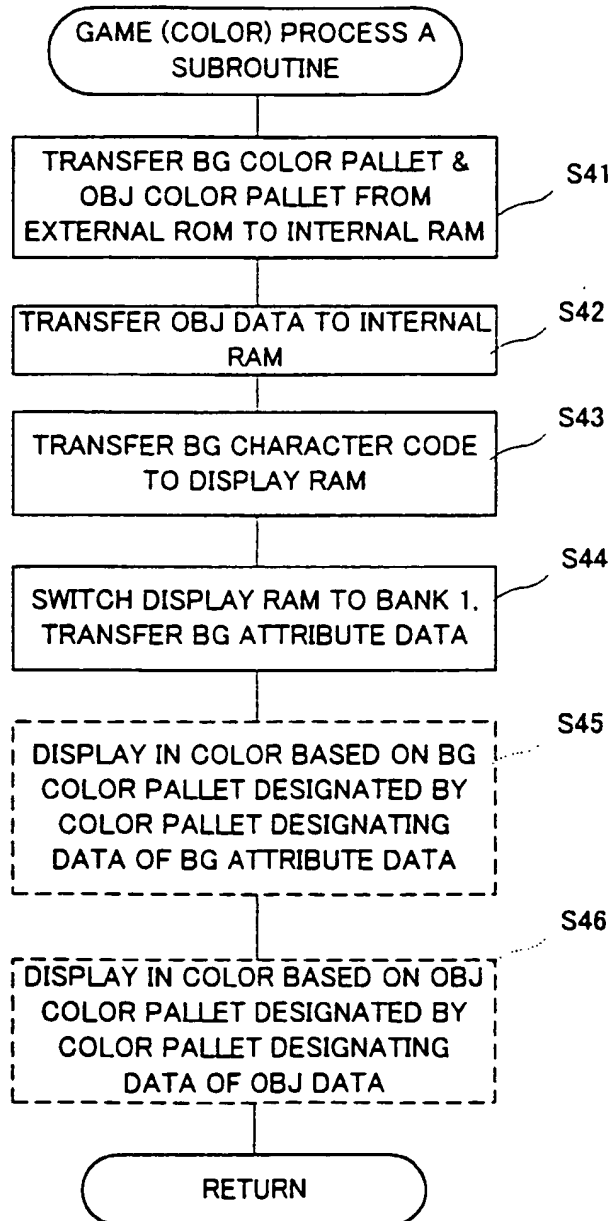 GAME (COLOR) PROCESS A
SUBROUTINE
TRANSFER BG COLOR PALLET &
OBJ COLOR PALLET FROM
EXTERNAL ROM TO INTERNAL RAM
S41
TRANSFER OBJ DATA TO INTERNAL
RAM
S42
TRANSFER BG CHARACTER CODE
TO DISPLAY RAM
S43
SWITCH DISPLAY RAM TO BANK 1.
TRANSFER BG ATTRIBUTE DATA
S44
DISPLAY IN COLOR BASED ON BG
COLOR PALLET DESIGNATED BY
COLOR PALLET DESIGNATING
DATA OF BG ATTRIBUTE DATA
S45
DISPLAY IN COLOR BASED ON OBJ
COLOR PALLET DESIGNATED BY
COLOR PALLET DESIGNATING
DATA OF OBJ DATA
S46
RETURN